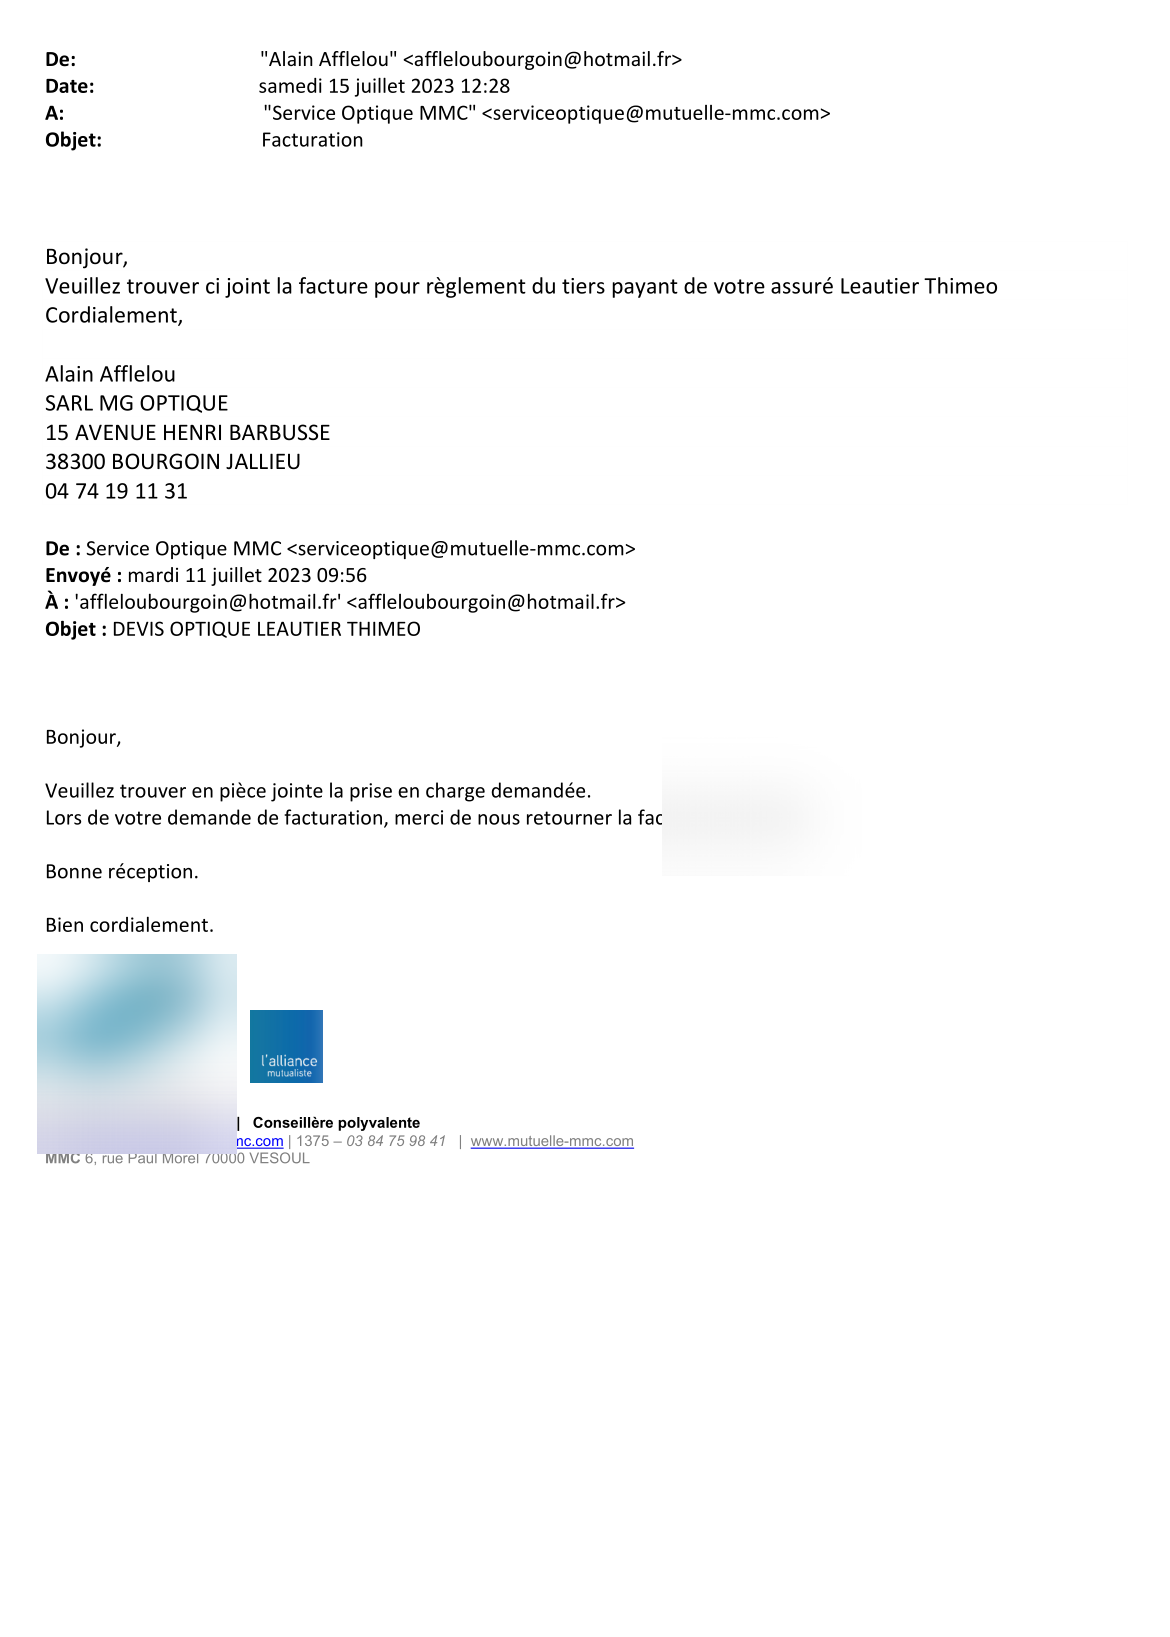 De: "Alain Afflelou" <affleloubourgoin@hotmail.fr>
Date: samedi 15 juillet 2023 12:28
A: "Service Optique MMC" <serviceoptique@mutuelle-mmc.com>
Objet: Facturation
Bonjour,
Veuillez trouver ci joint la facture pour règlement du tiers payant de votre assuré Leautier Thimeo
Cordialement,
Alain Afflelou
SARL MG OPTIQUE
15 AVENUE HENRI BARBUSSE
38300 BOURGOIN JALLIEU
04 74 19 11 31
De : Service Optique MMC <serviceoptique@mutuelle-mmc.com>
Envoyé : mardi 11 juillet 2023 09:56
À : 'affleloubourgoin@hotmail.fr' <affleloubourgoin@hotmail.fr>
Objet : DEVIS OPTIQUE LEAUTIER THIMEO
Bonjour,
Veuillez trouver en pièce jointe la prise en charge demandée.
Lors de votre demande de facturation, merci de nous retourner la fac
Bonne réception.
Bien cordialement.
l'alliance
mutualiste
| Conseillère polyvalente
mc.com | 1375 – 03 84 75 98 41 | www.mutuelle-mmc.com
MMC 6, rue Paul Morel 70000 VESOUL